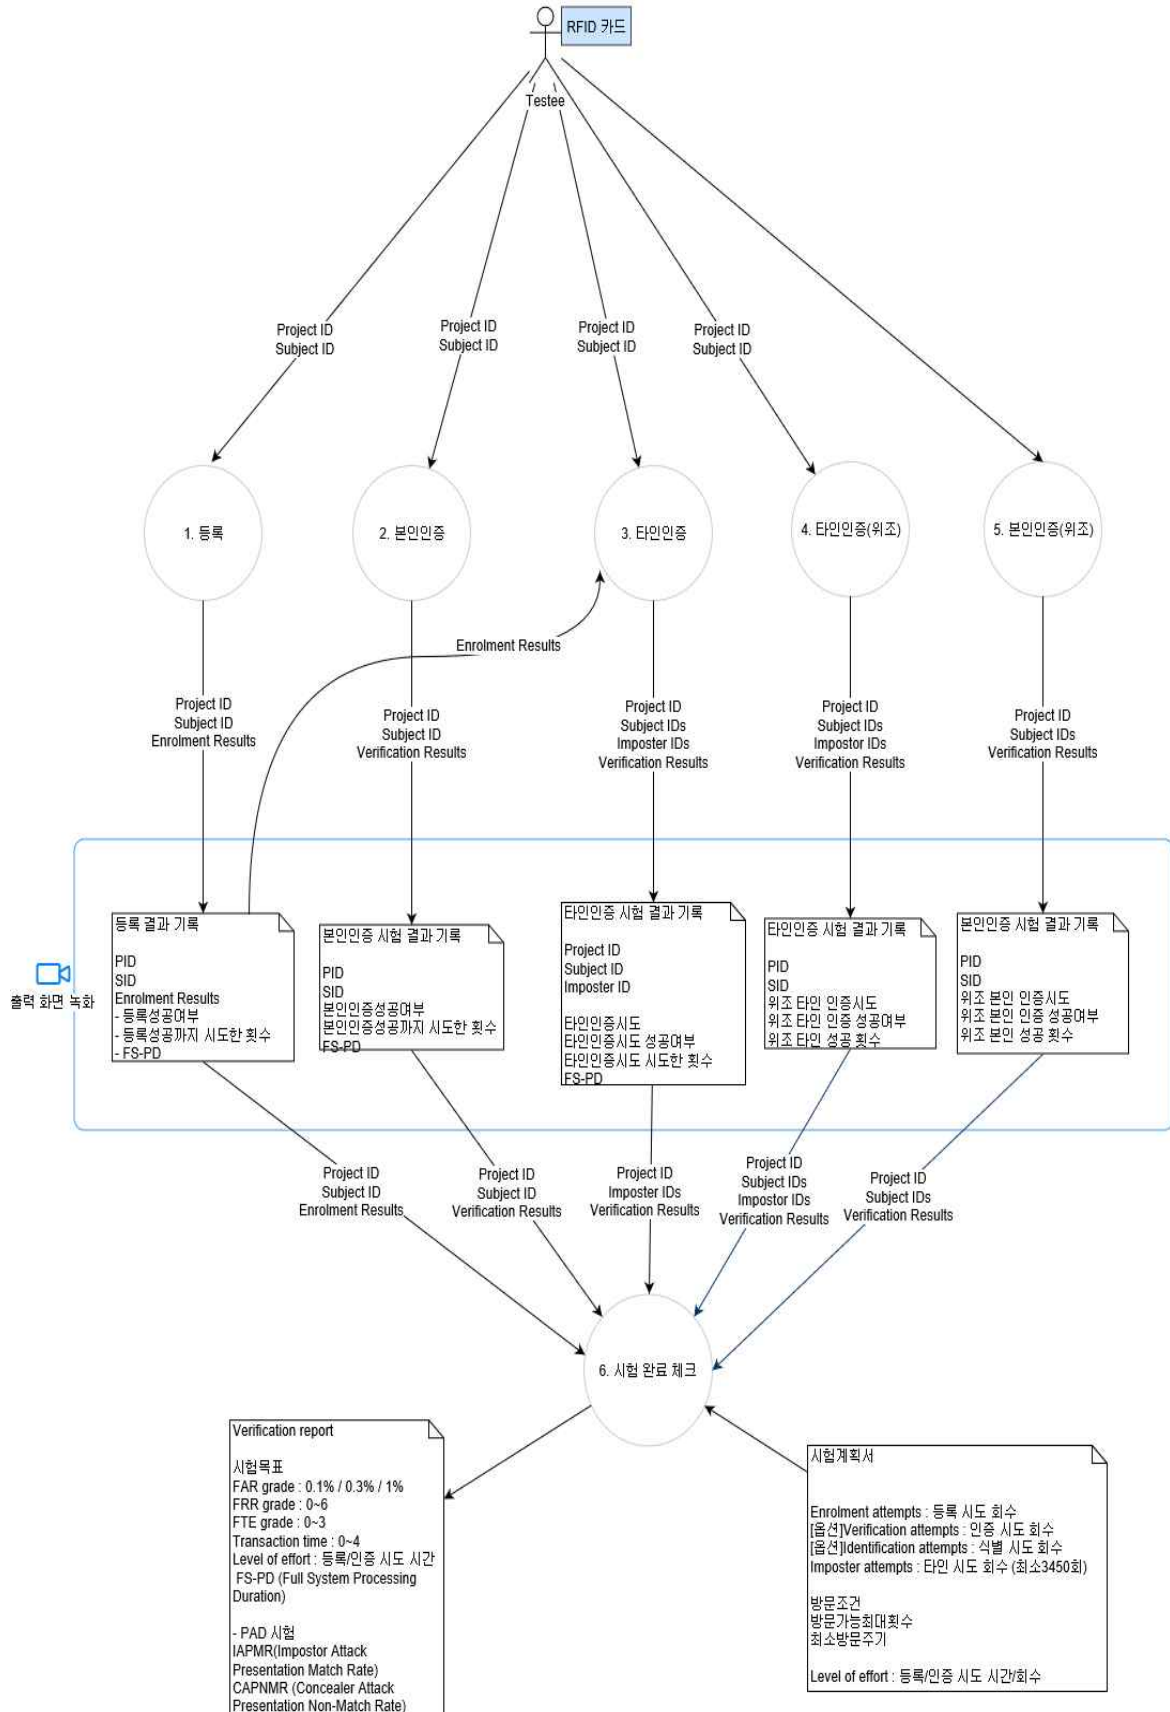 RFID 카드
Testee
Project ID
Subject ID
Project ID
Subject ID
Project ID
Subject ID
Project ID
Subject ID
1. 등록
2. 본인인증
3. 타인인증
4. 타인인증(위조)
5. 본인인증(위조)
Enrolment Results
Project ID
Subject ID
Enrolment Results
Project ID
Subject ID
Verification Results
Project ID
Subject IDs
Imposter IDs
Verification Results
Project ID
Subject IDs
Impostor IDs
Verification Results
Project ID
Subject IDs
Verification Results
출력 화면 녹화
등록 결과 기록
PID
SID
Enrolment Results
- 등록성공여부
- 등록성공까지 시도한 횟수
- FS-PD
본인인증 시험 결과 기록
PID
SID
본인인증성공여부
본인인증성공까지 시도한 횟수
FS-PD
타인인증 시험 결과 기록
Project ID
Subject ID
Imposter ID
타인인증시도
타인인증시도 성공여부
타인인증시도 시도한 횟수
FS-PD
타인인증 시험 결과 기록
PID
SID
위조 타인 인증시도
위조 타인 인증 성공여부
위조 타인 성공 횟수
본인인증 시험 결과 기록
PID
SID
위조 본인 인증시도
위조 본인 인증 성공여부
위조 본인 성공 횟수
Project ID
Subject ID
Enrolment Results
Project ID
Subject ID
Verification Results
Project ID
Imposter IDs
Verification Results
Project ID
Subject IDs
Impostor IDs
Verification Results
Project ID
Subject IDs
Verification Results
6. 시험 완료 체크
Verification report
시험목표
FAR grade : 0.1% / 0.3% / 1%
FRR grade : 0~6
FTE grade : 0~3
Transaction time : 0~4
Level of effort : 등록/인증 시도 시간
FS-PD (Full System Processing
Duration)
- PAD 시험
IAPMR(Impostor Attack
Presentation Match Rate)
CAPNMR (Concealer Attack
Presentation Non-Match Rate)
시험계획서
Enrolment attempts : 등록 시도 회수
[옵션]Verification attempts : 인증 시도 회수
[옵션]Identification attempts : 식별 시도 회수
Imposter attempts : 타인 시도 회수 (최소3450회)
방문조건
방문가능최대횟수
최소방문주기
Level of effort : 등록/인증 시도 시간/회수